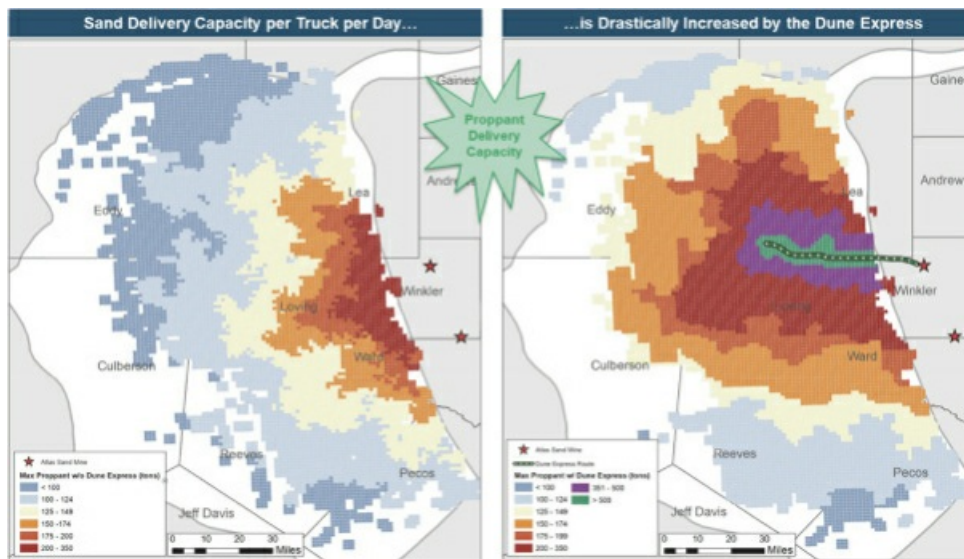 Sand Delivery Capacity per Truck per Day…
…is Drastically Increased by the Dune Express
Proppant
Delivery
Capacity
Gaines
Andrews
Lea
Eddy
Winkler
Loving
Ward
Culberson
Reeves
Pecos
Jeff Davis
Atlas Sand Mine
Max Proppant w/o Dune Express (tons)
< 100
100 - 124
125 - 149
150 -174
175 - 200
200 - 350
0 10 20 30
Miles
Gaines
Andrew
Lea
Eddy
Winkler
Loving
Ward
Culberson
Reeves
Pecos
Jeff Davis
Atlas Sand Mine
Dune Express Route
Max Proppant w/ Dune Express (tons)
< 100
100 - 124
125 - 149
150 - 174
175 - 199
200 - 350
351 - 500
> 500
0 10 20 30
Miles